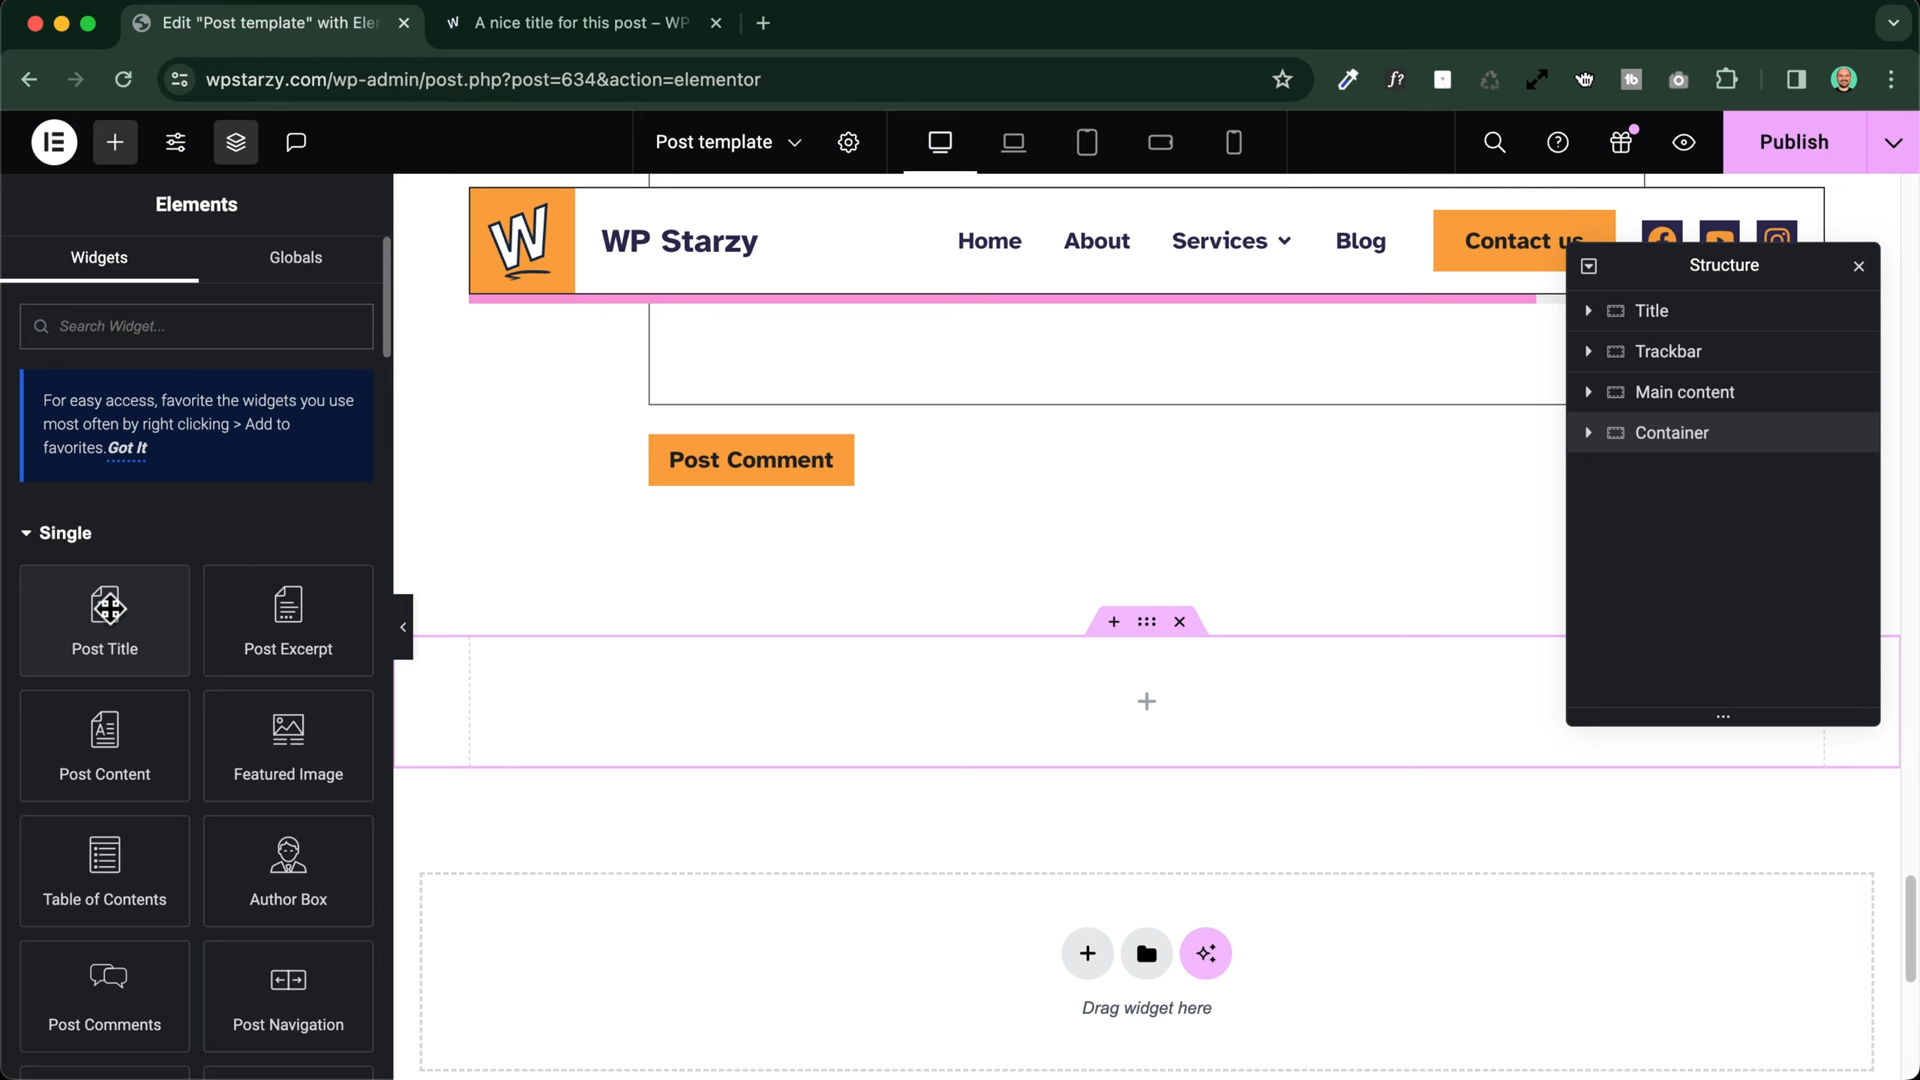 Edit "Post template" with Ele
A nice title for this post – WP
wpstarzy.com/wp-admin/post.php?post=634&action=elementor
f?
tb
Post template
Publish
Elements
Widgets
Globals
Search Widget...
For easy access, favorite the widgets you use
most often by right clicking > Add to
favorites. Got It
Single
Post Title
Post Excerpt
Post Content
Featured Image
Table of Contents
Author Box
Post Comments
Post Navigation
W
WP Starzy
Home
About
Services
Blog
Contact us
Post Comment
Drag widget here
Structure
Title
Trackbar
Main content
Container